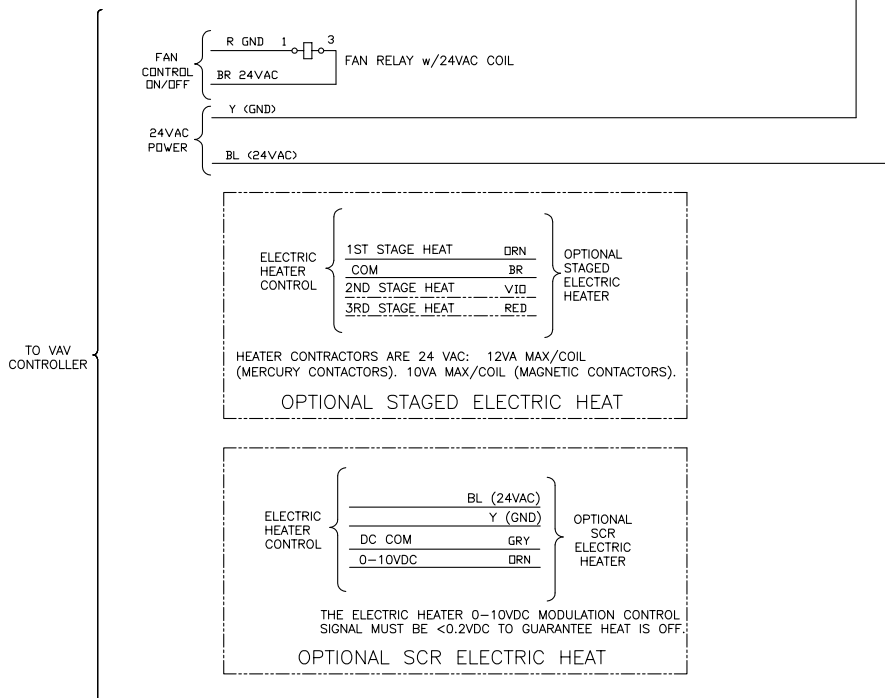 R GND 1 3
FAN
CONTROL
ON/OFF
FAN RELAY w/24VAC COIL
BR 24VAC
Y (GND)
24VAC
POWER
BL (24VAC)
ELECTRIC
HEATER
CONTROL
1ST STAGE HEAT ORN
COM BR
2ND STAGE HEAT VIO
3RD STAGE HEAT RED
OPTIONAL
STAGED
ELECTRIC
HEATER
TO VAV
CONTROLLER
HEATER CONTRACTORS ARE 24 VAC: 12VA MAX/COIL
(MERCURY CONTACTORS). 10VA MAX/COIL (MAGNETIC CONTACTORS).
OPTIONAL STAGED ELECTRIC HEAT
ELECTRIC
HEATER
CONTROL
BL (24VAC)
Y (GND)
DC COM GRY
0-10VDC ORN
OPTIONAL
SCR
ELECTRIC
HEATER
THE ELECTRIC HEATER 0-10VDC MODULATION CONTROL
SIGNAL MUST BE <0.2VDC TO GUARANTEE HEAT IS OFF.
OPTIONAL SCR ELECTRIC HEAT